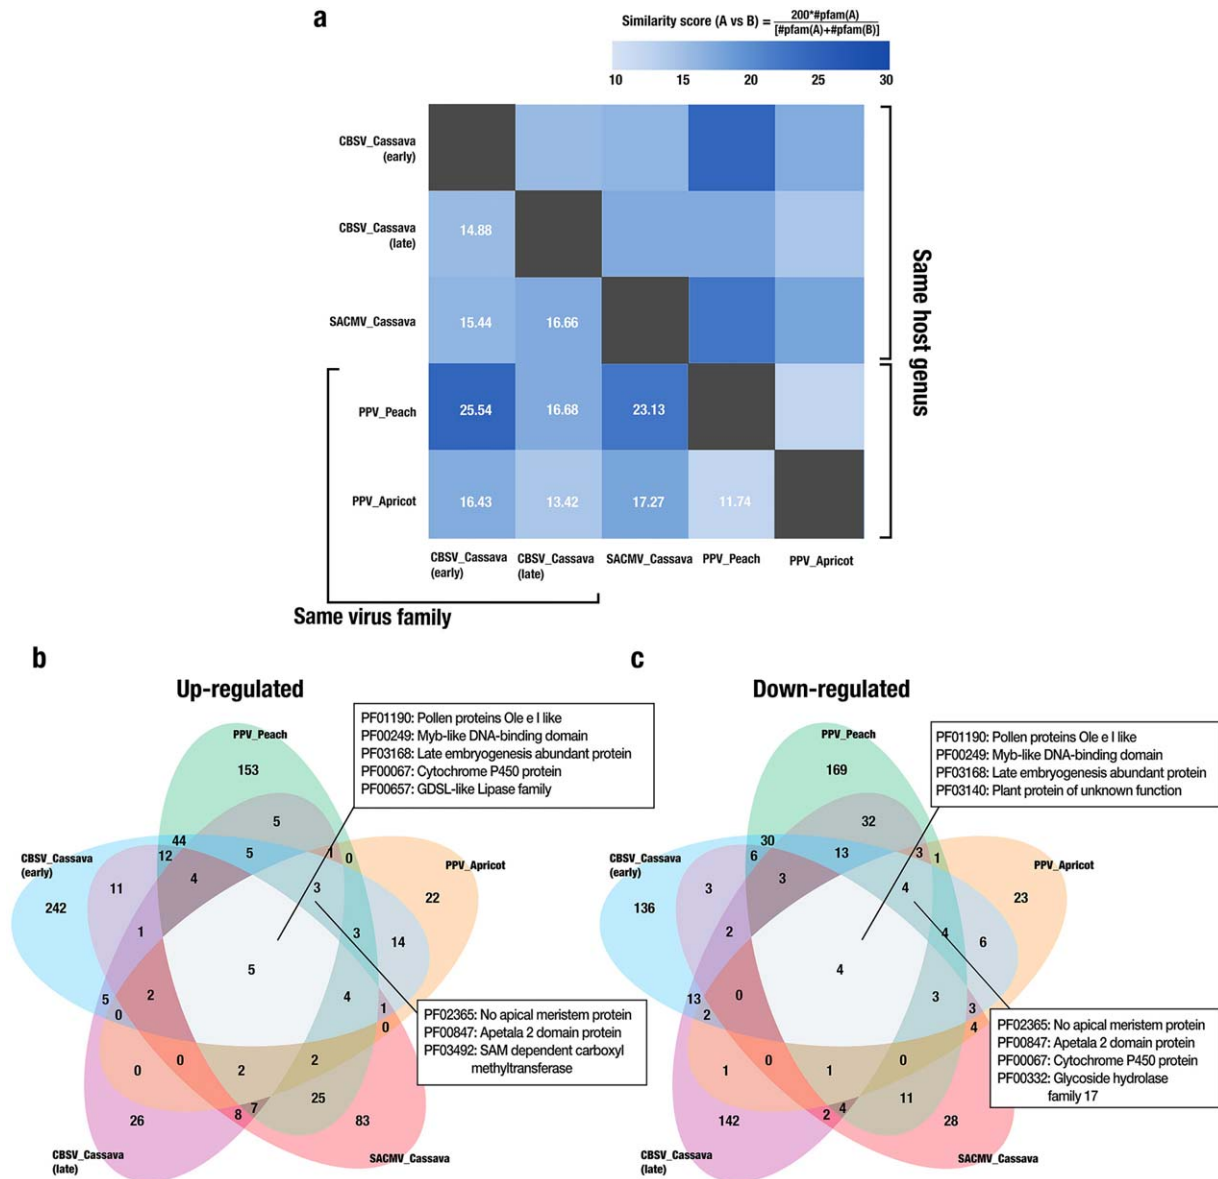 a
Similarity score (A vs B) = 200*#pfam(A)
[#pfam(A)+#pfam(B)]
10 15 20 25 30
CBSV_Cassava
(early)
CBSV_Cassava
(late)
14.88
SACMV_Cassava
15.44 16.66
PPV_Peach
25.54 16.68 23.13
PPV_Apricot
16.43 13.42 17.27 11.74
CBSV_Cassava
(early)
CBSV_Cassava
(late)
SACMV_Cassava
PPV_Peach
PPV_Apricot
Same host genus
Same virus family
b
Up-regulated
PF01190: Pollen proteins Ole e I like
PF00249: Myb-like DNA-binding domain
PF03168: Late embryogenesis abundant protein
PF00067: Cytochrome P450 protein
PF00657: GDSL-like Lipase family
PPV_Peach
153
5
44
12
5
1
0
PPV_Apricot
CBSV_Cassava
(early)
11
4
3
22
242
1
3
14
5
5
2
4
1
0
0
PF02365: No apical meristem protein
PF00847: Apetala 2 domain protein
PF03492: SAM dependent carboxyl
methyltransferase
0
0
2
2
25
26
8
7
83
CBSV_Cassava
(late)
SACMV_Cassava
c
Down-regulated
PF01190: Pollen proteins Ole e I like
PF00249: Myb-like DNA-binding domain
PF03168: Late embryogenesis abundant protein
PF03140: Plant protein of unknown function
PPV_Peach
169
32
30
6
13
3
1
PPV_Apricot
CBSV_Cassava
(early)
3
3
4
23
136
2
4
6
4
13
0
3
3
2
4
PF02365: No apical meristem protein
PF00847: Apetala 2 domain protein
PF00067: Cytochrome P450 protein
PF00332: Glycoside hydrolase
family 17
1
0
1
0
11
142
2
4
28
CBSV_Cassava
(late)
SACMV_Cassava